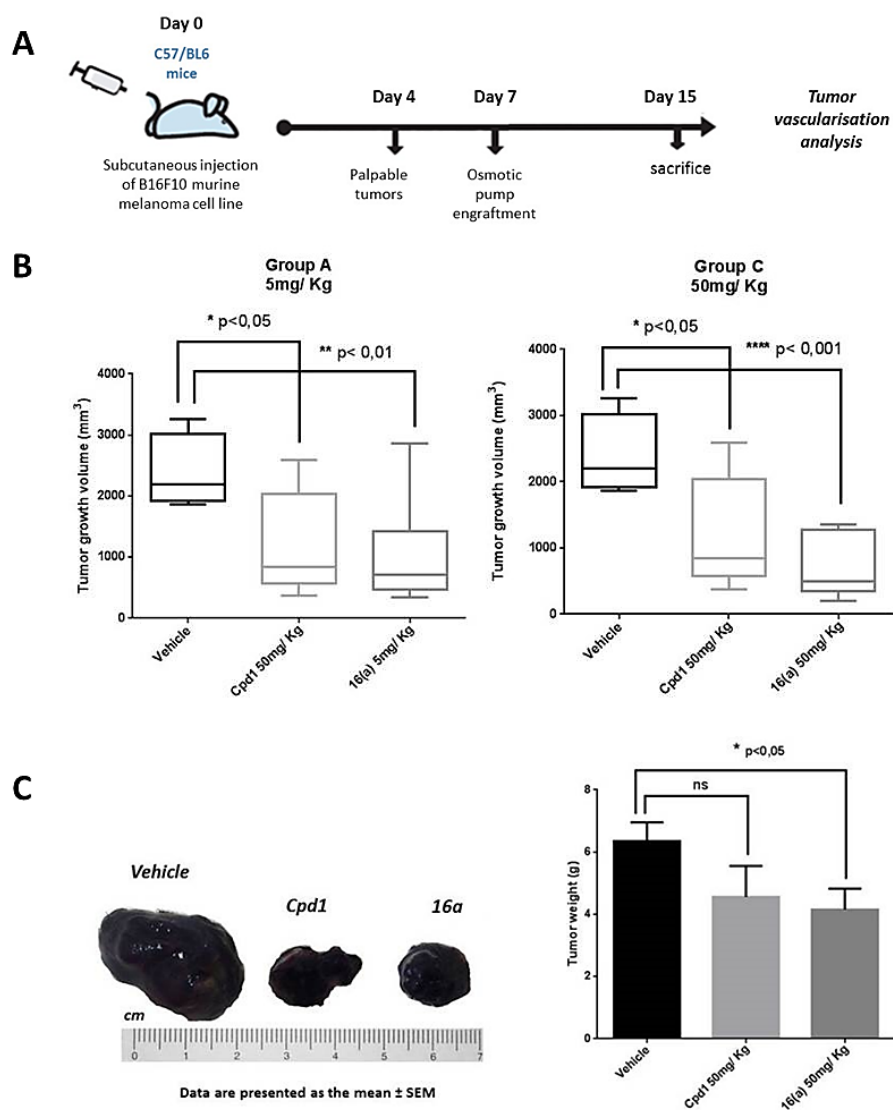 A
Day 0
C57/BL6
mice
Subcutaneous injection
of B16F10 murine
melanoma cell line
Day 4
Palpable
tumors
Day 7
Osmotic
pump
engraftment
Day 15
sacrifice
Tumor
vascularisation
analysis
B
Group A
5mg/ Kg
* p<0,05
** p< 0,01
Tumor growth volume (mm³)
4000
3000
2000
1000
0
Vehicle
Cpd1 50mg/ Kg
16(a) 5mg/ Kg
Group C
50mg/ Kg
* p<0,05
**** p< 0,001
Tumor growth volume (mm³)
4000
3000
2000
1000
0
Vehicle
Cpd1 50mg/ Kg
16(a) 50mg/ Kg
C
Vehicle
Cpd1
16a
cm
0 1 2 3 4 5 6 7
Data are presented as the mean ± SEM
* p<0,05
ns
Tumor weight (g)
8
6
4
2
0
Vehicle
Cpd1 50mg/ Kg
16(a) 50mg/ Kg